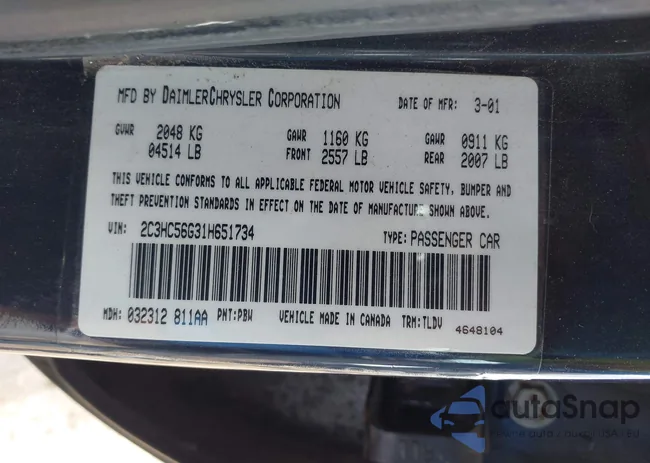 MFD BY DAIMLERCHRYSLER CORPORATION DATE OF MFR: 3-01
GVWR 2048 KG GAWR 1160 KG GAWR 0911 KG
04514 LB FRONT 2557 LB REAR 2007 LB
THIS VEHICLE CONFORMS TO ALL APPLICABLE FEDERAL MOTOR VEHICLE SAFETY, BUMPER AND
THEFT PREVENTION STANDARDS IN EFFECT ON THE DATE OF MANUFACTURE SHOWN ABOVE.
VIN: 2C3HC56G31H651734 TYPE: PASSENGER CAR
MDH: 032312 811AA PNT:PBW VEHICLE MADE IN CANADA TRM:TLDV 4648104
autaSnap